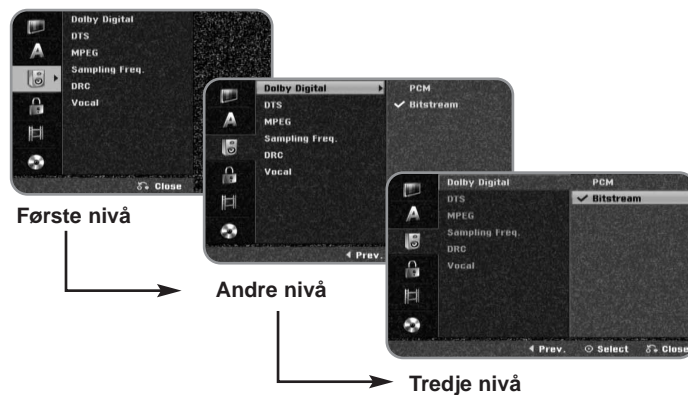 Dolby Digital
DTS
MPEG
Sampling Freq.
DRC
Vocal
A
Close
Første nivå
Dolby Digital
DTS
MPEG
Sampling Freq.
DRC
Vocal
A
PCM
✓ Bitstream
Prev.
Andre nivå
Dolby Digital
DTS
MPEG
Sampling Freq.
DRC
Vocal
A
PCM
✓ Bitstream
Prev. Select Close
Tredje nivå